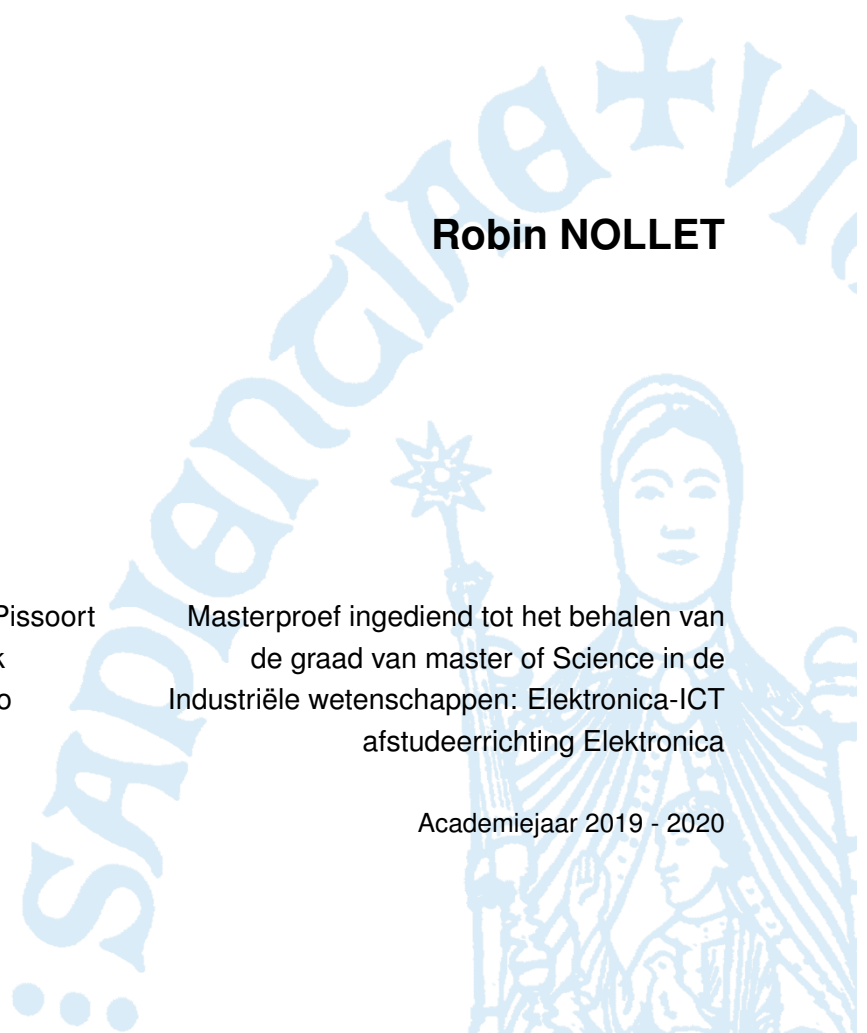 Robin NOLLET
Pissoort
k
o
Masterproef ingediend tot het behalen van
de graad van master of Science in de
Industriële wetenschappen: Elektronica-ICT
afstudeerrichting Elektronica
Academiejaar 2019 - 2020
SAPIENTIAE